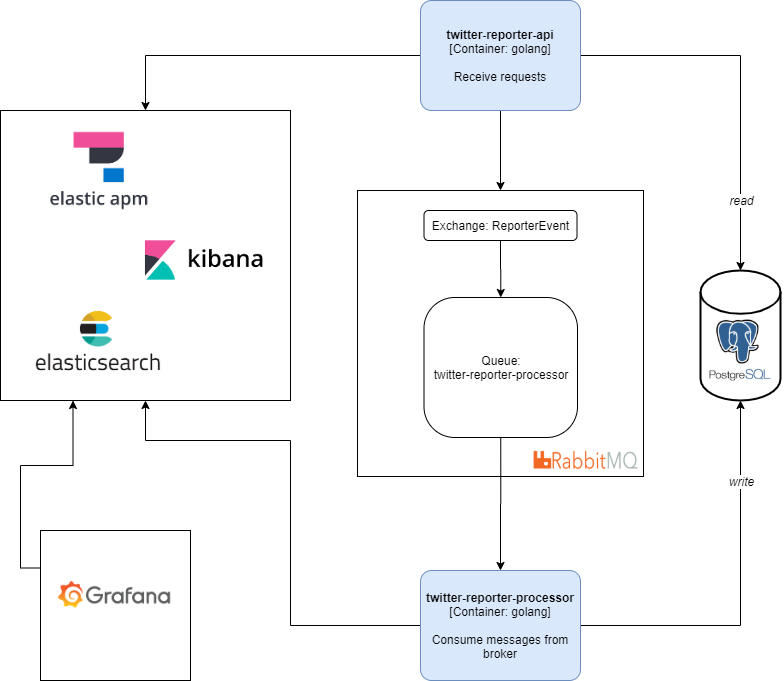 twitter-reporter-api
[Container: golang]
Receive requests
elastic apm
kibana
elasticsearch
Exchange: ReporterEvent
Queue:
twitter-reporter-processor
RabbitMQ
read
PostgreSQL
write
Grafana
twitter-reporter-processor
[Container: golang]
Consume messages from
broker